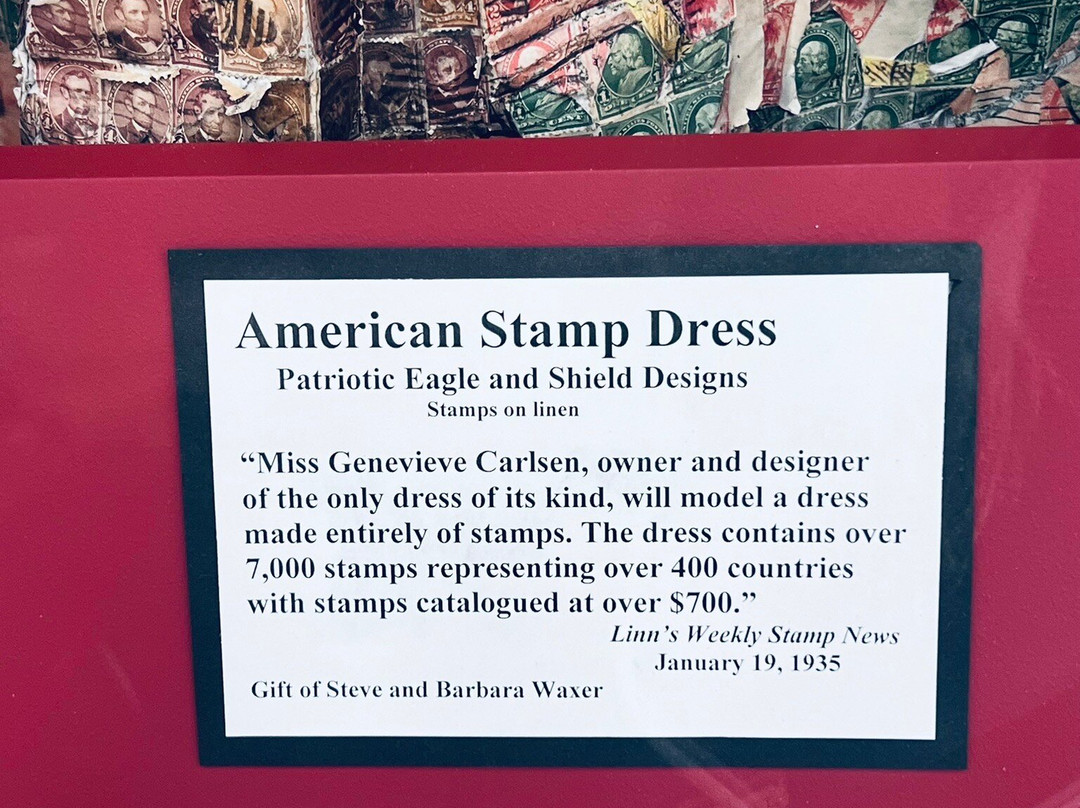 American Stamp Dress
Patriotic Eagle and Shield Designs
Stamps on linen
“Miss Genevieve Carlsen, owner and designer
of the only dress of its kind, will model a dress
made entirely of stamps. The dress contains over
7,000 stamps representing over 400 countries
with stamps catalogued at over $700.”
Linn’s Weekly Stamp News
January 19, 1935
Gift of Steve and Barbara Waxer